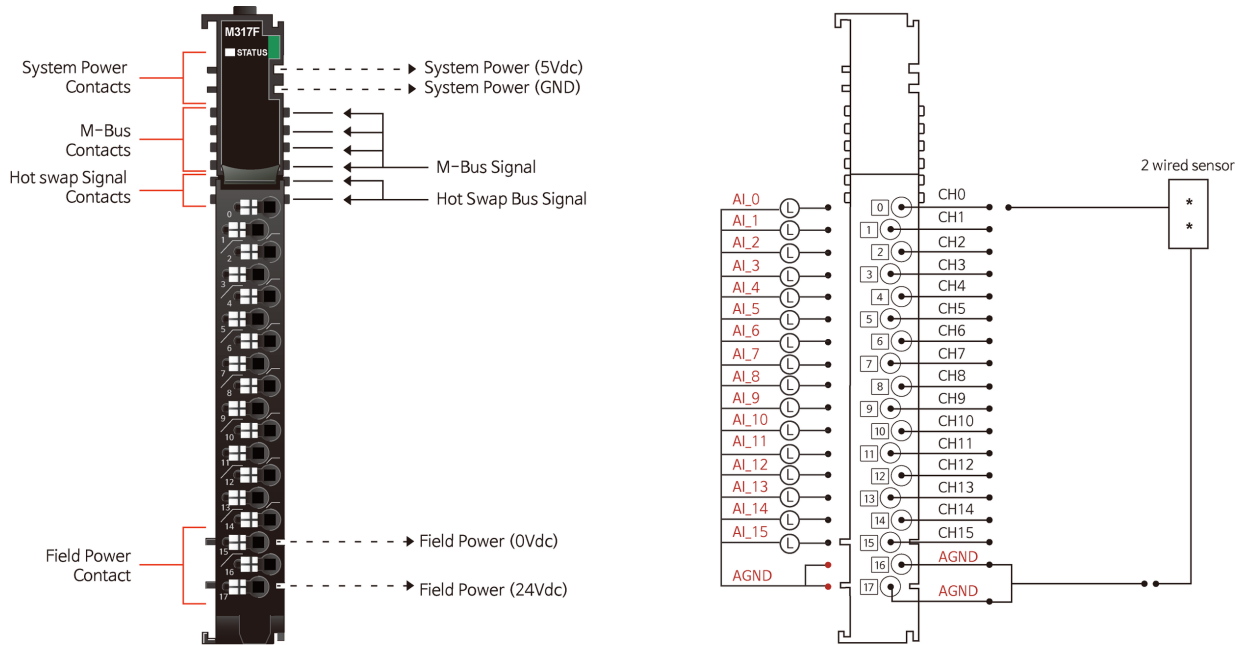 M317F
STATUS
System Power
Contacts
System Power (5Vdc)
System Power (GND)
M-Bus
Contacts
M-Bus Signal
Hot swap Signal
Contacts
Hot Swap Bus Signal
0
1
2
3
4
5
6
7
8
9
10
11
12
13
14
15
16
17
Field Power
Contact
Field Power (0Vdc)
Field Power (24Vdc)
2 wired sensor
*
*
AI_0 L 0 CH0
AI_1 L 1 CH1
AI_2 L 2 CH2
AI_3 L 3 CH3
AI_4 L 4 CH4
AI_5 L 5 CH5
AI_6 L 6 CH6
AI_7 L 7 CH7
AI_8 L 8 CH8
AI_9 L 9 CH9
AI_10 L 10 CH10
AI_11 L 11 CH11
AI_12 L 12 CH12
AI_13 L 13 CH13
AI_14 L 14 CH14
AI_15 L 15 CH15
AGND 16 AGND
17 AGND